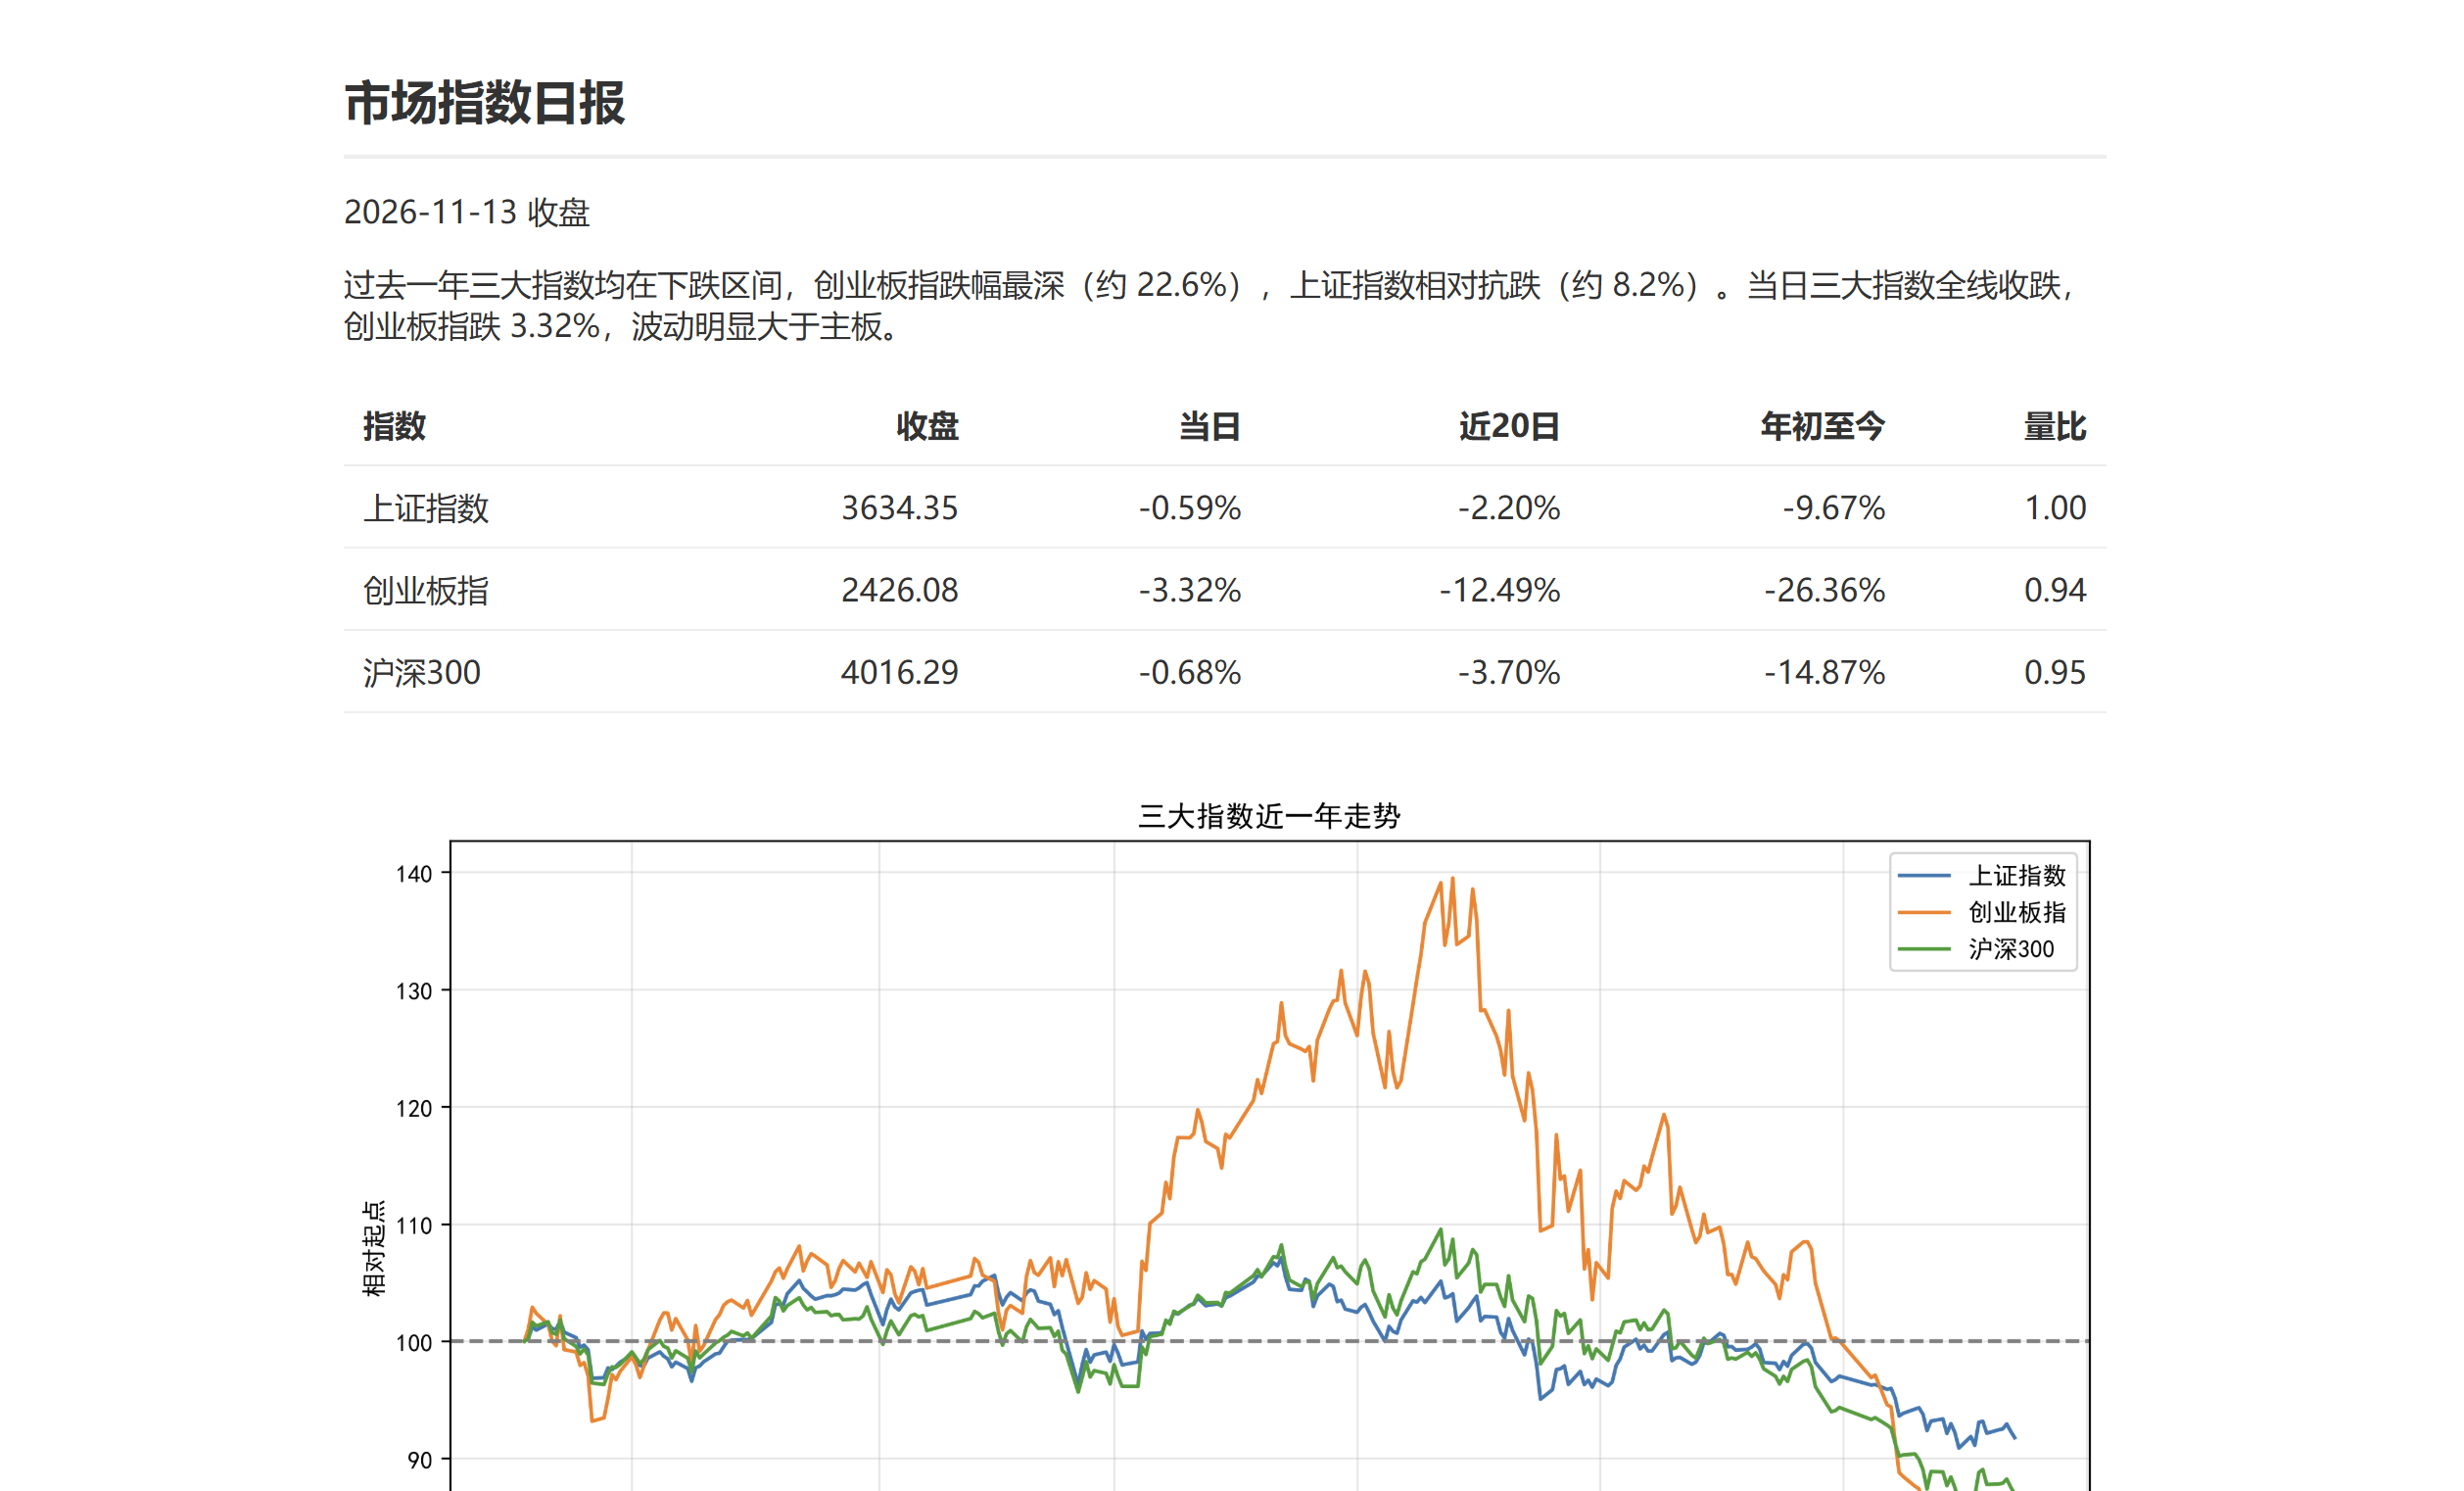 市场指数日报
2026-11-13 收盘
过去一年三大指数均在下跌区间，创业板指跌幅最深（约 22.6%），上证指数相对抗跌（约 8.2%）。当日三大指数全线收跌，
创业板指跌 3.32%，波动明显大于主板。
指数 收盘 当日 近20日 年初至今 量比
上证指数 3634.35 -0.59% -2.20% -9.67% 1.00
创业板指 2426.08 -3.32% -12.49% -26.36% 0.94
沪深300 4016.29 -0.68% -3.70% -14.87% 0.95
三大指数近一年走势
上证指数
创业板指
沪深300
相对起点
140
130
120
110
100
90